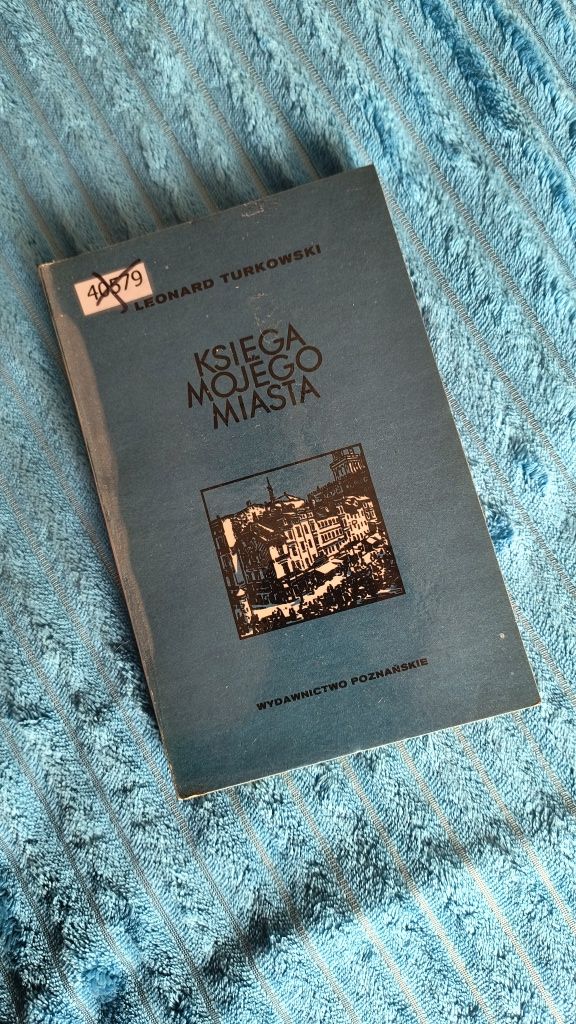 40579
LEONARD TURKOWSKI
KSIĘGA
MOJEGO
MIASTA
WYDAWNICTWO POZNAŃSKIE